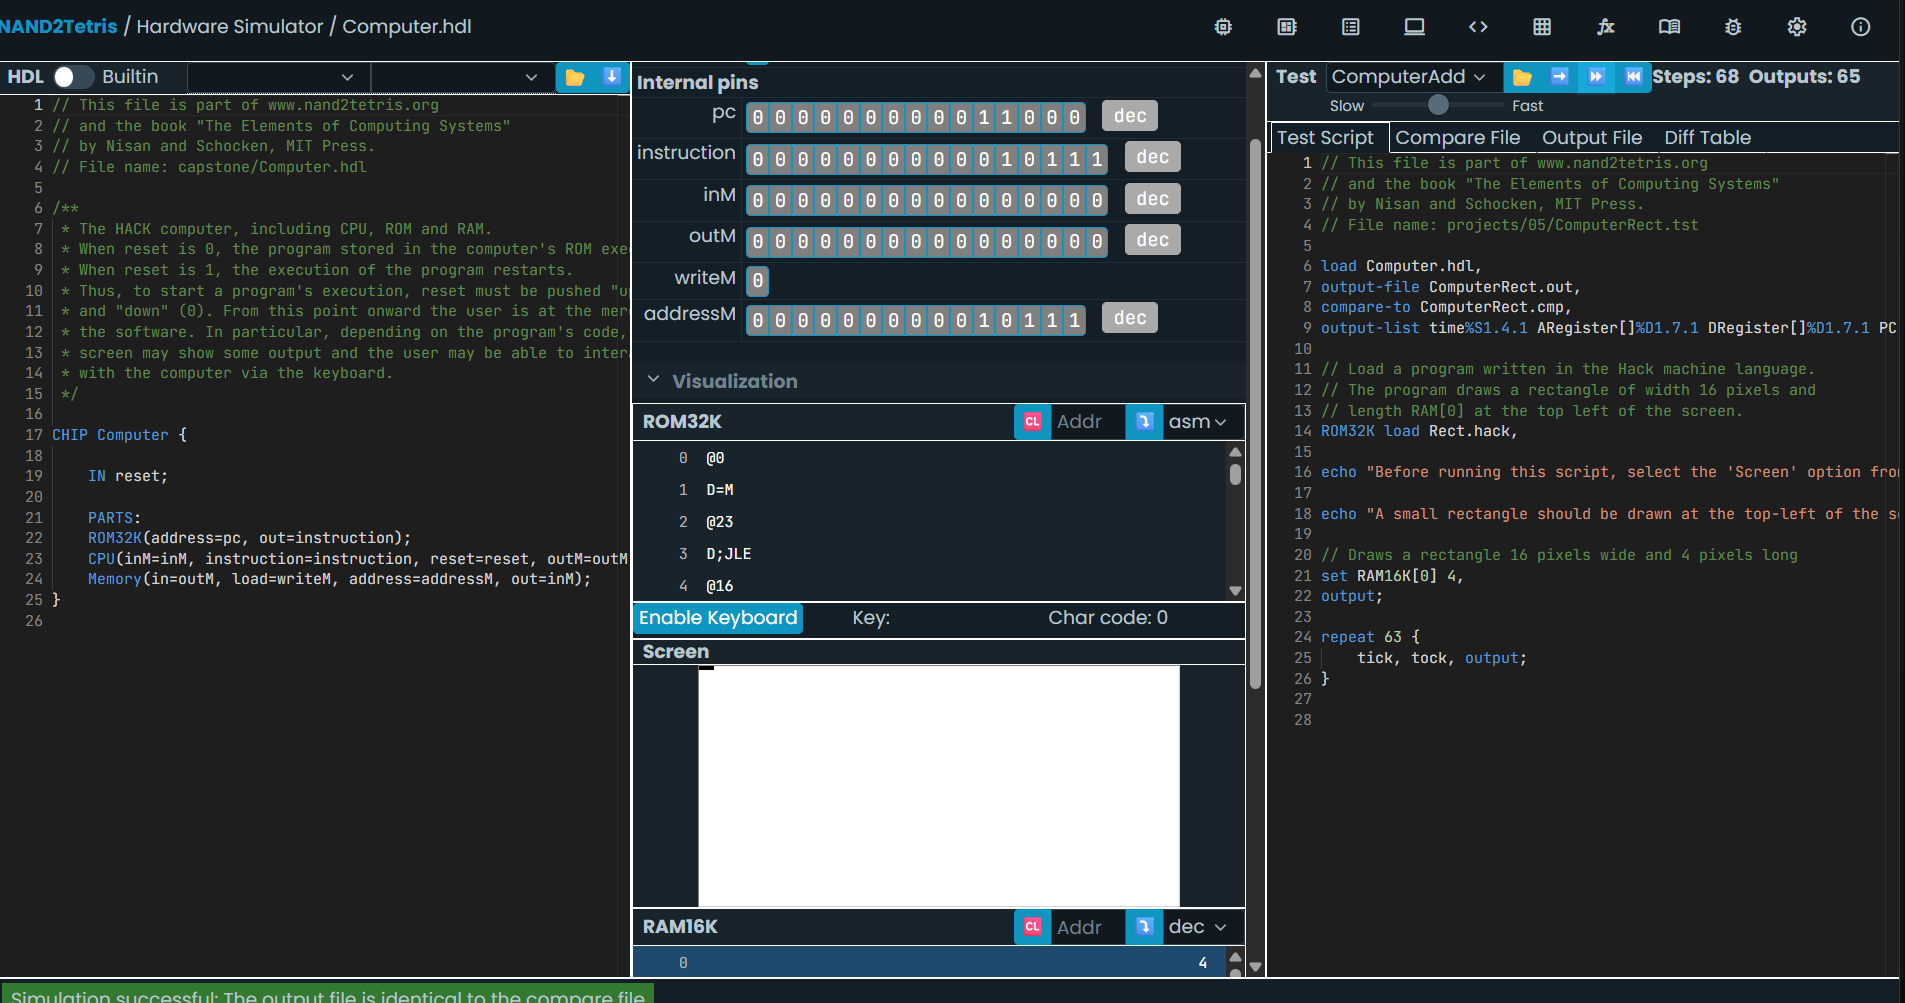 NAND2Tetris / Hardware Simulator / Computer.hdl
HDL Builtin
1 // This file is part of www.nand2tetris.org
2 // and the book "The Elements of Computing Systems"
3 // by Nisan and Schocken, MIT Press.
4 // File name: capstone/Computer.hdl
5
6 /**
7 * The HACK computer, including CPU, ROM and RAM.
8 * When reset is 0, the program stored in the computer's ROM exe
9 * When reset is 1, the execution of the program restarts.
10 * Thus, to start a program's execution, reset must be pushed "u
11 * and "down" (0). From this point onward the user is at the mer
12 * the software. In particular, depending on the program's code,
13 * screen may show some output and the user may be able to inter
14 * with the computer via the keyboard.
15 */
16
17 CHIP Computer {
18
19 IN reset;
20
21 PARTS:
22 ROM32K(address=pc, out=instruction);
23 CPU(inM=inM, instruction=instruction, reset=reset, outM=outM
24 Memory(in=outM, load=writeM, address=addressM, out=inM);
25 }
26
Internal pins
pc 0 0 0 0 0 0 0 0 0 0 1 1 0 0 0 dec
instruction 0 0 0 0 0 0 0 0 0 0 0 1 0 1 1 1 dec
inM 0 0 0 0 0 0 0 0 0 0 0 0 0 0 0 0 dec
outM 0 0 0 0 0 0 0 0 0 0 0 0 0 0 0 0 dec
writeM 0
addressM 0 0 0 0 0 0 0 0 0 0 1 0 1 1 1 dec
Visualization
ROM32K CL Addr asm
0 @0
1 D=M
2 @23
3 D;JLE
4 @16
Enable Keyboard Key: Char code: 0
Screen
RAM16K CL Addr dec
0 4
Test ComputerAdd Steps: 68 Outputs: 65
Slow Fast
Test Script Compare File Output File Diff Table
1 // This file is part of www.nand2tetris.org
2 // and the book "The Elements of Computing Systems"
3 // by Nisan and Schocken, MIT Press.
4 // File name: projects/05/ComputerRect.tst
5
6 load Computer.hdl,
7 output-file ComputerRect.out,
8 compare-to ComputerRect.cmp,
9 output-list time%S1.4.1 ARegister[]%D1.7.1 DRegister[]%D1.7.1 PC
10
11 // Load a program written in the Hack machine language.
12 // The program draws a rectangle of width 16 pixels and
13 // length RAM[0] at the top left of the screen.
14 ROM32K load Rect.hack,
15
16 echo "Before running this script, select the 'Screen' option fro
17
18 echo "A small rectangle should be drawn at the top-left of the s
19
20 // Draws a rectangle 16 pixels wide and 4 pixels long
21 set RAM16K[0] 4,
22 output;
23
24 repeat 63 {
25 tick, tock, output;
26 }
27
28
Simulation successful: The output file is identical to the compare file